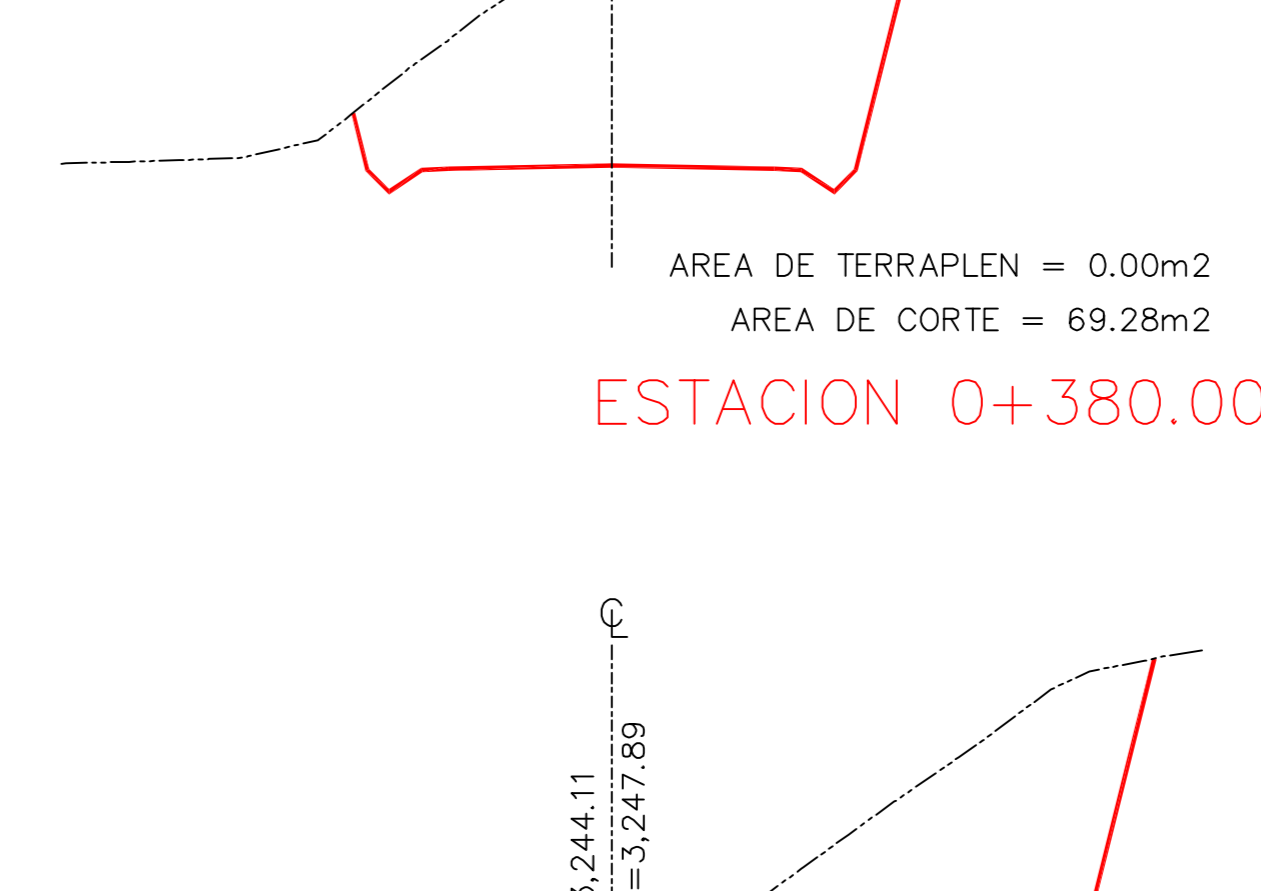 AREA DE TERRAPLEN = 0.00m2
AREA DE CORTE = 69.28m2
ESTACION 0+380.00
℄
3,244.11
=3,247.89